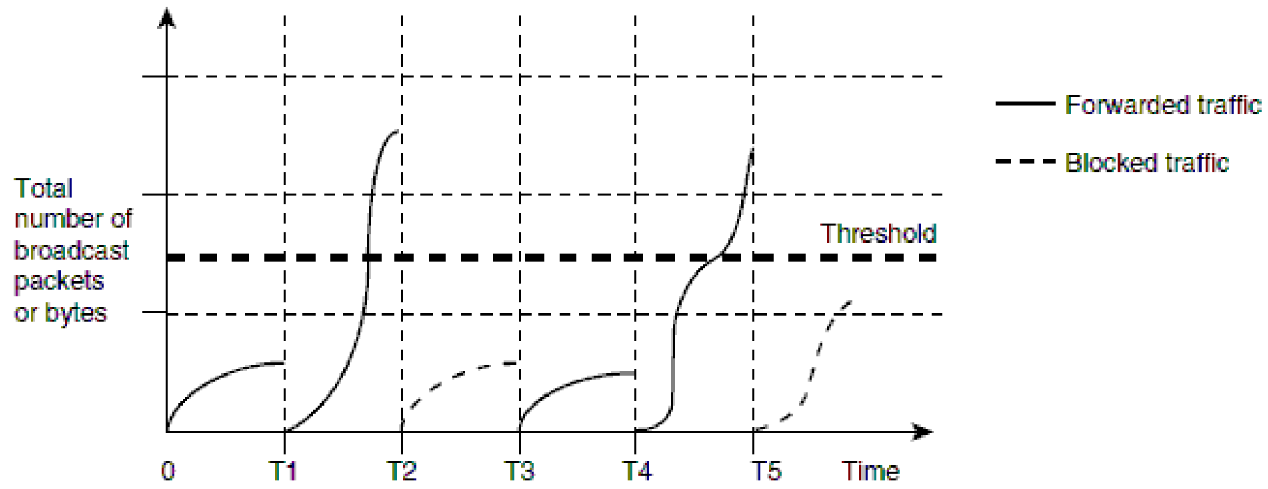 Total
number of
broadcast
packets
or bytes
Forwarded traffic
Blocked traffic
Threshold
0 T1 T2 T3 T4 T5 Time